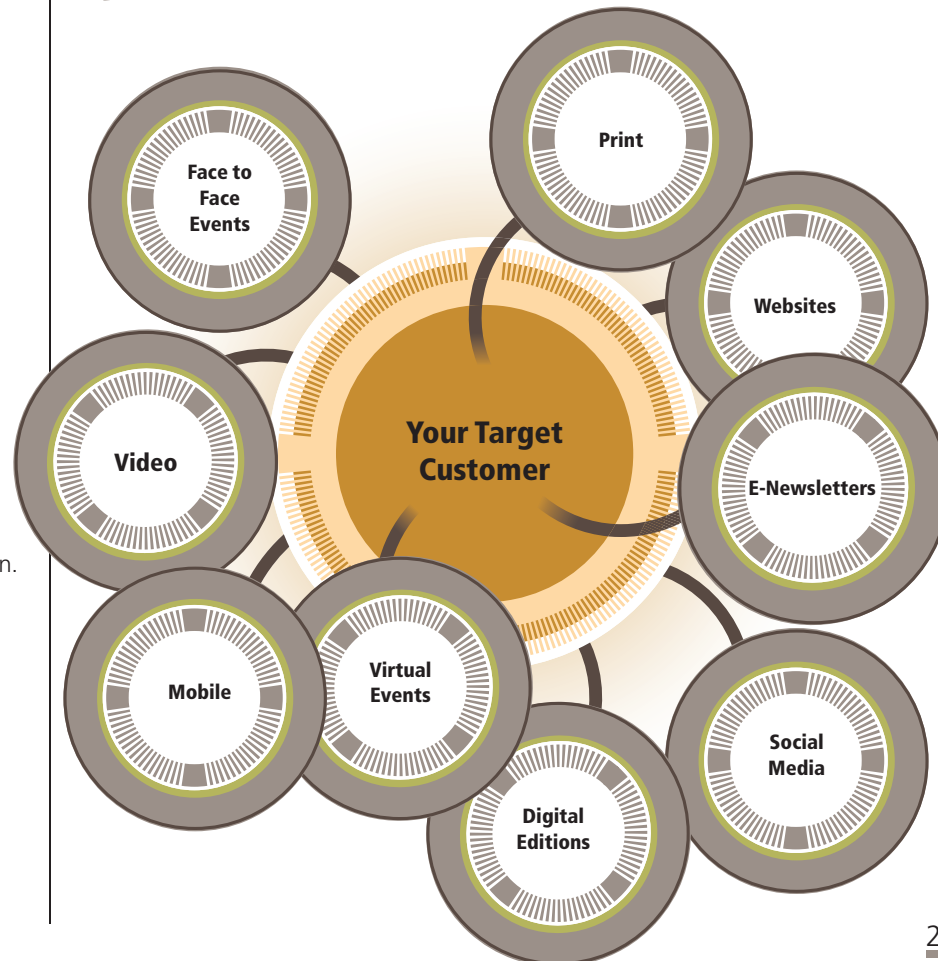 Print
Face to
Face
Events
Websites
Your Target
Customer
Video
E-Newsletters
n.
Virtual
Events
Mobile
Social
Media
Digital
Editions
2